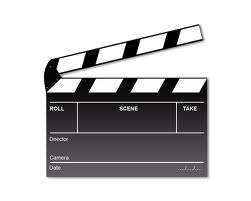 ROLL SCENE TAKE
Director
Camera
Date ..../..../....